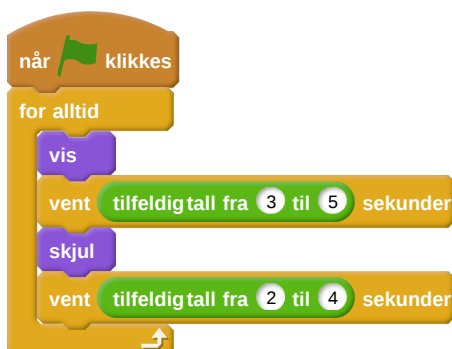 når klikkes
for alltid
vis
vent tilfeldig tall fra 3 til 5 sekunder
skjul
vent tilfeldig tall fra 2 til 4 sekunder